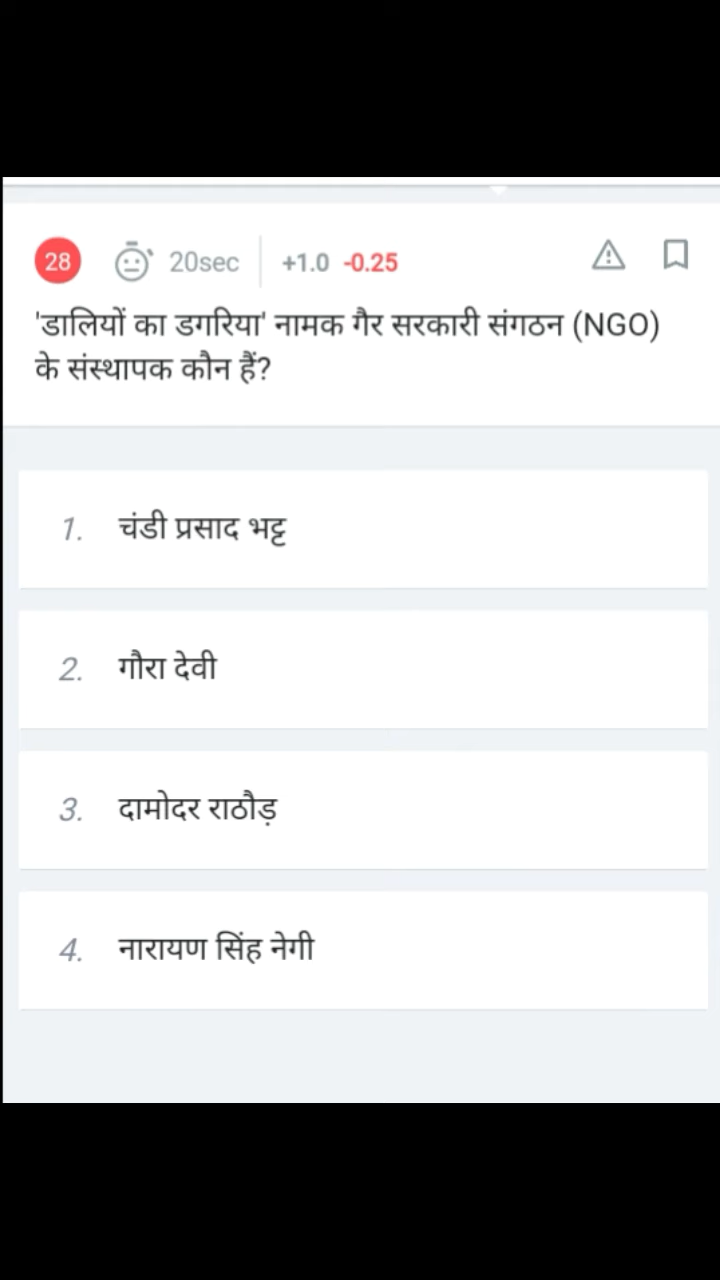 28 20sec +1.0 -0.25
'डालियों का डगरिया' नामक गैर सरकारी संगठन (NGO)
के संस्थापक कौन हैं?
1. चंडी प्रसाद भट्ट
2. गौरा देवी
3. दामोदर राठौड़
4. नारायण सिंह नेगी